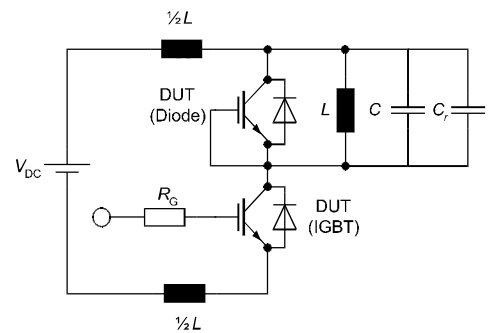 ½L
DUT
(Diode)
L
C
Cr
VDC
RG
DUT
(IGBT)
½L